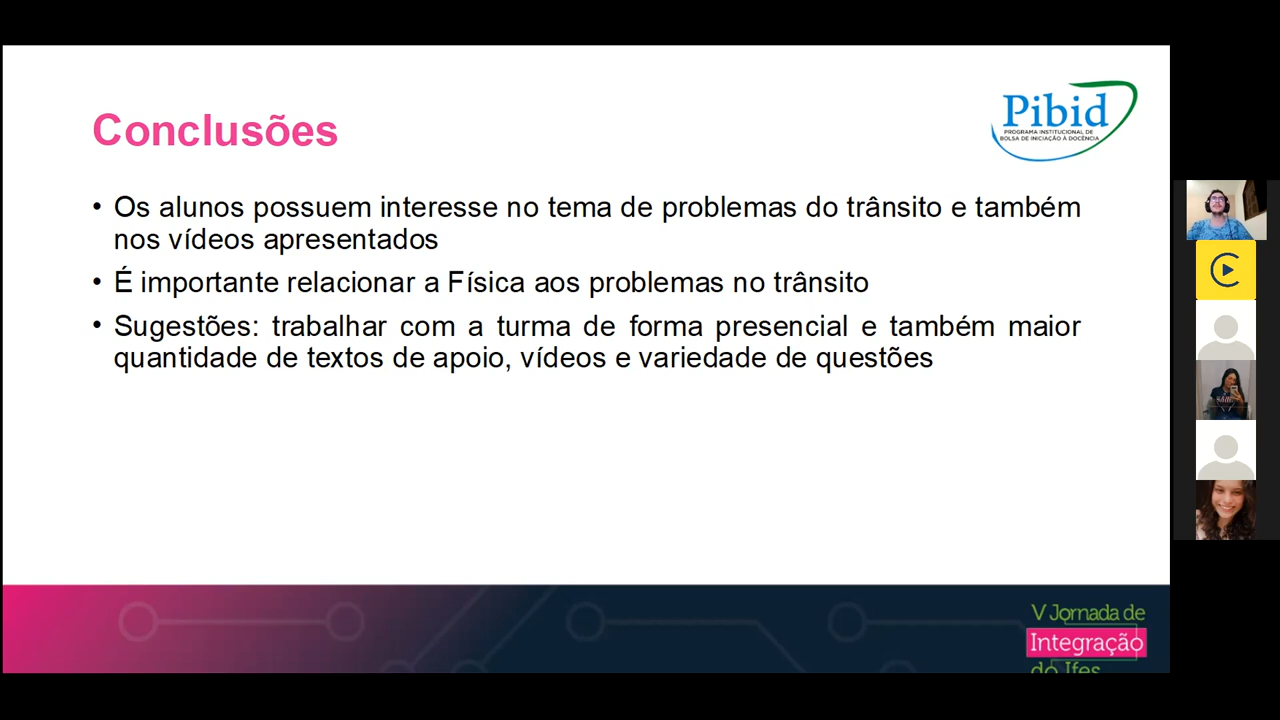 Conclusões
Pibid
PROGRAMA INSTITUCIONAL DE
BOLSA DE INICIAÇÃO À DOCÊNCIA
• Os alunos possuem interesse no tema de problemas do trânsito e também
nos vídeos apresentados
• É importante relacionar a Física aos problemas no trânsito
• Sugestões: trabalhar com a turma de forma presencial e também maior
quantidade de textos de apoio, vídeos e variedade de questões
V Jornada de
Integração
do Ifes